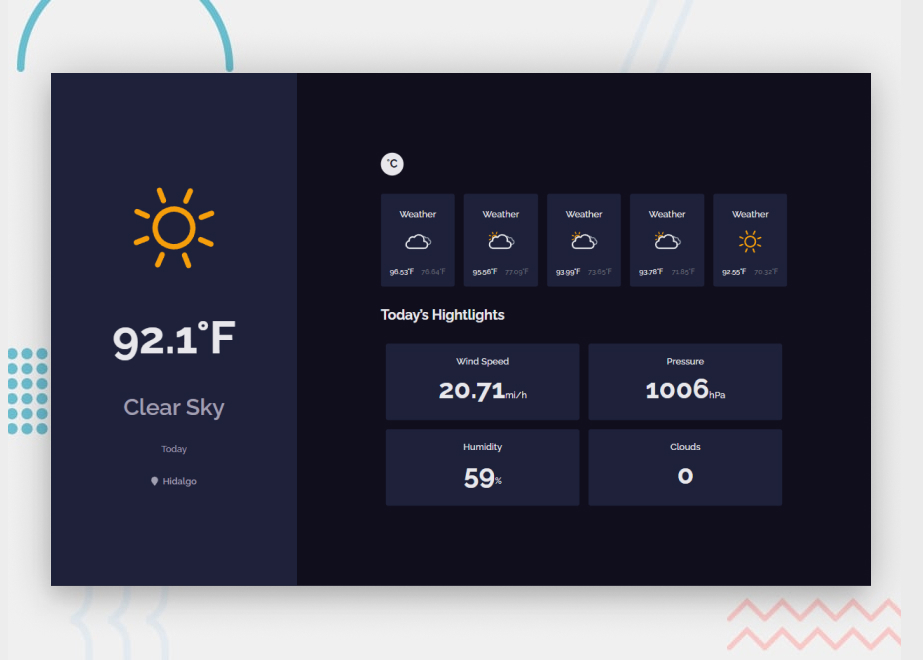 92.1°F
Clear Sky
Today
Hidalgo
°C
Weather Weather Weather Weather Weather
96.53°F 76.64°F 95.56°F 77.09°F 93.99°F 73.85°F 93.78°F 71.85°F 92.55°F 70.32°F
Today's Hightlights
Wind Speed
20.71mi/h
Pressure
1006hPa
Humidity
59%
Clouds
0